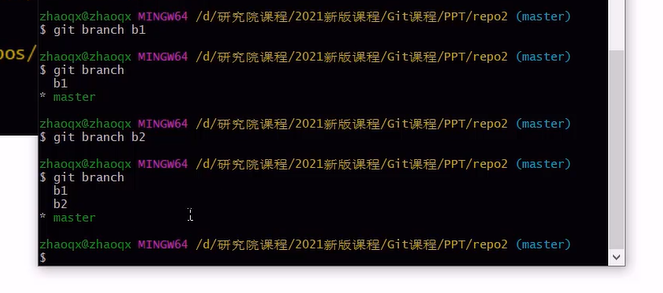 zhaoqx@zhaoqx MINGW64 /d/研究院课程/2021新版课程/Git课程/PPT/repo2 (master)
$ git branch b1
zhaoqx@zhaoqx MINGW64 /d/研究院课程/2021新版课程/Git课程/PPT/repo2 (master)
$ git branch
b1
* master
zhaoqx@zhaoqx MINGW64 /d/研究院课程/2021新版课程/Git课程/PPT/repo2 (master)
$ git branch b2
zhaoqx@zhaoqx MINGW64 /d/研究院课程/2021新版课程/Git课程/PPT/repo2 (master)
$ git branch
b1
b2
* master
zhaoqx@zhaoqx MINGW64 /d/研究院课程/2021新版课程/Git课程/PPT/repo2 (master)
$